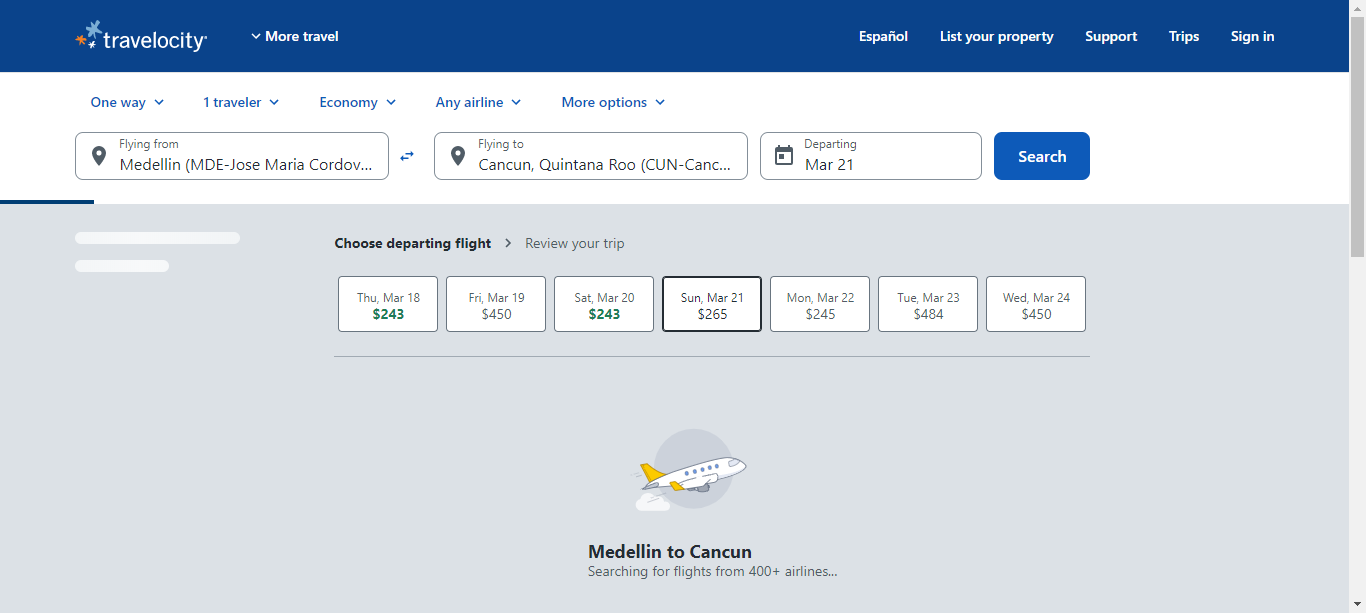 travelocity
More travel
Español
List your property
Support
Trips
Sign in
One way
1 traveler
Economy
Any airline
More options
Flying from
Medellin (MDE-Jose Maria Cordov...
Flying to
Cancun, Quintana Roo (CUN-Canc...
Departing
Mar 21
Search
Choose departing flight
Review your trip
Thu, Mar 18
$243
Fri, Mar 19
$450
Sat, Mar 20
$243
Sun, Mar 21
$265
Mon, Mar 22
$245
Tue, Mar 23
$484
Wed, Mar 24
$450
Medellin to Cancun
Searching for flights from 400+ airlines...